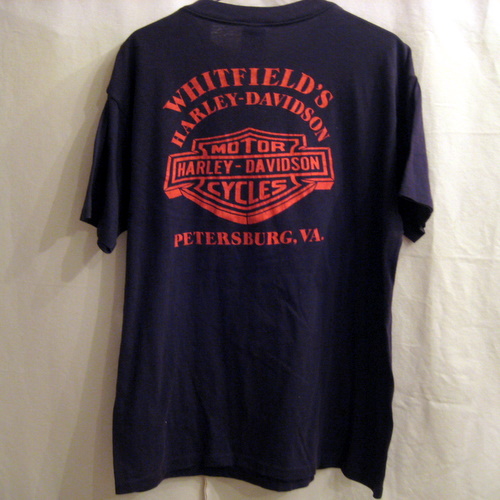 WHITFIELD'S
HARLEY-DAVIDSON
MOTOR
HARLEY-DAVIDSON
CYCLES
PETERSBURG, VA.